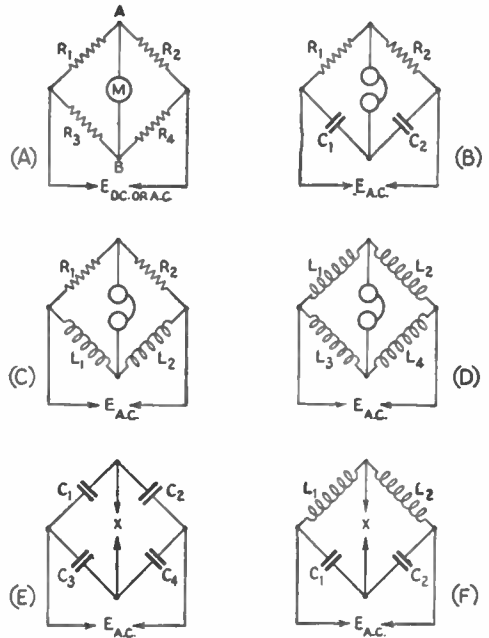 A
R1 R2
M
R3 R4
B
(A)
E D.C. OR A.C.
R1 R2
C1 C2
(B)
E A.C.
R1 R2
L1 L2
(C)
E A.C.
L1 L2
L3 L4
(D)
E A.C.
C1 C2
X
C3 C4
(E)
E A.C.
L1 L2
X
C1 C2
(F)
E A.C.